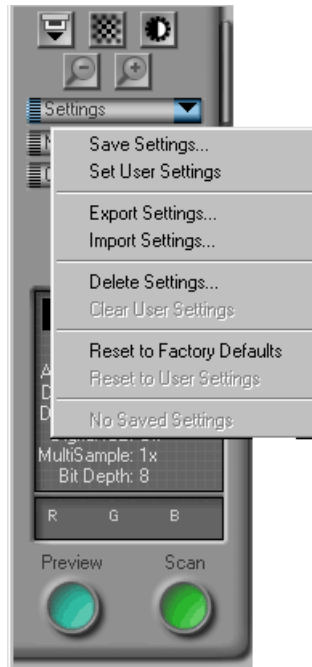 Settings
Save Settings...
Set User Settings
Export Settings...
Import Settings...
Delete Settings...
Clear User Settings
Reset to Factory Defaults
Reset to User Settings
No Saved Settings
MultiSample: 1x
Bit Depth: 8
R G B
Preview Scan